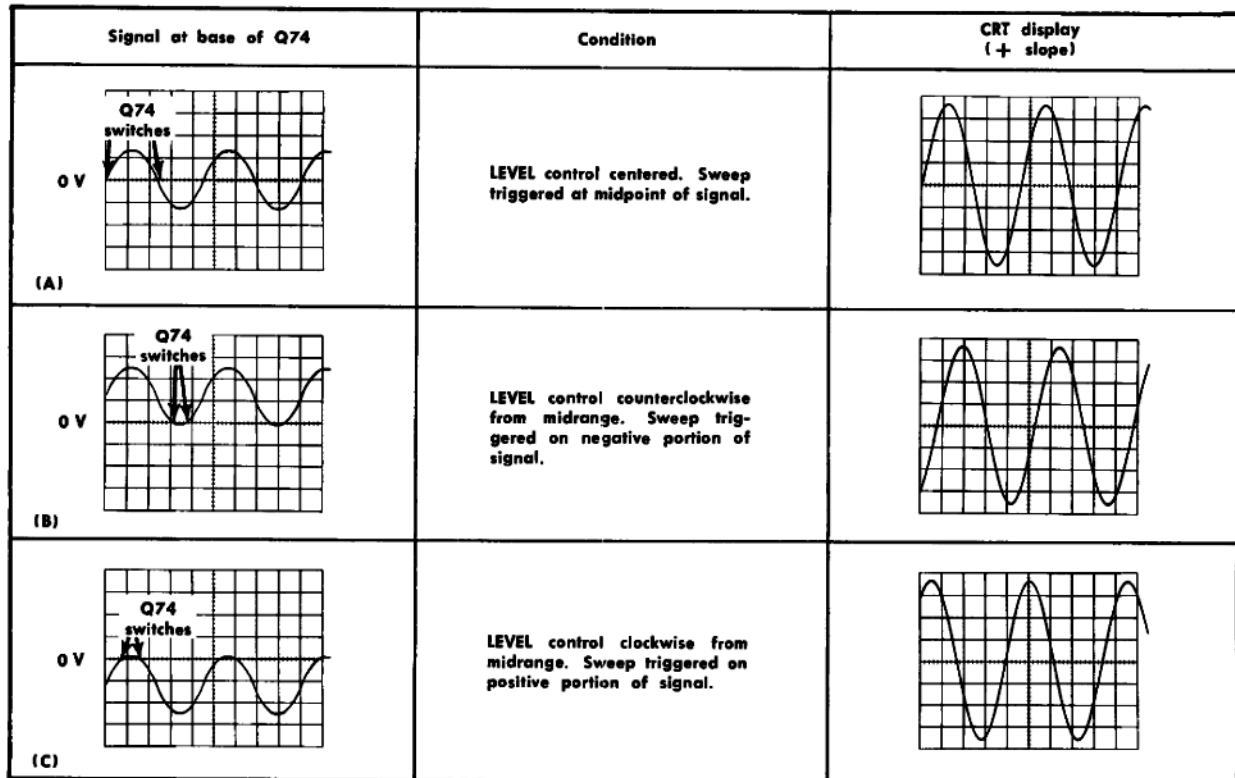 Signal at base of Q74
Condition
CRT display
(+ slope)
Q74
switches
0 V
(A)
LEVEL control centered. Sweep
triggered at midpoint of signal.
Q74
switches
0 V
(B)
LEVEL control counterclockwise
from midrange. Sweep trig-
gered on negative portion of
signal.
Q74
switches
0 V
(C)
LEVEL control clockwise from
midrange. Sweep triggered on
positive portion of signal.